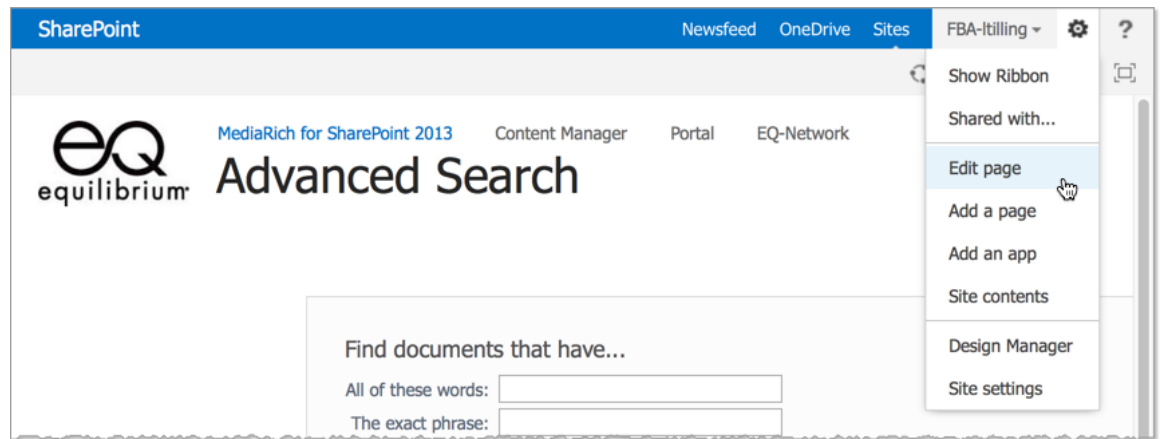 SharePoint Newsfeed OneDrive Sites FBA-ltilling ?
Show Ribbon
Shared with...
Edit page
Add a page
Add an app
Site contents
Design Manager
Site settings
eQ
equilibrium
MediaRich for SharePoint 2013 Content Manager Portal EQ-Network
Advanced Search
Find documents that have...
All of these words:
The exact phrase: